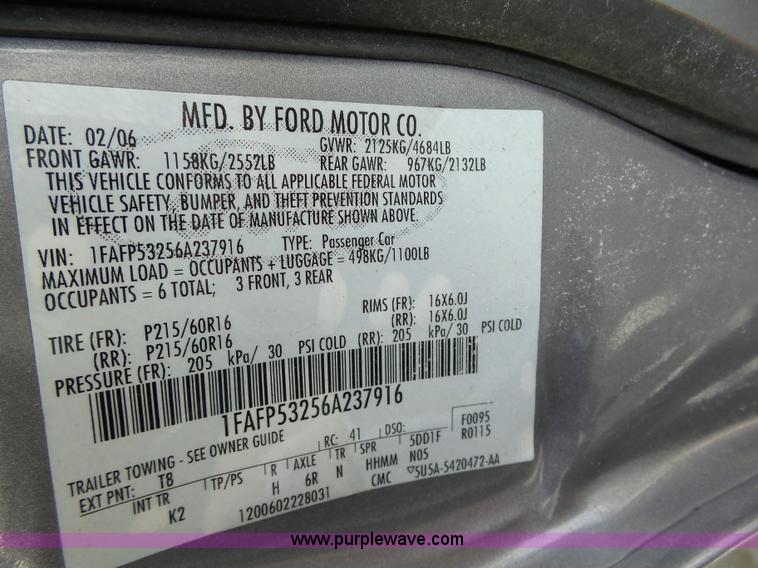 MFD. BY FORD MOTOR CO.
DATE: 02/06 GVWR: 2125KG/4684LB
FRONT GAWR: 1158KG/2552LB REAR GAWR: 967KG/2132LB
THIS VEHICLE CONFORMS TO ALL APPLICABLE FEDERAL MOTOR
VEHICLE SAFETY, BUMPER, AND THEFT PREVENTION STANDARDS
IN EFFECT ON THE DATE OF MANUFACTURE SHOWN ABOVE.
VIN: 1FAFP53256A237916 TYPE: Passenger Car
MAXIMUM LOAD = OCCUPANTS + LUGGAGE = 498KG/1100LB
OCCUPANTS = 6 TOTAL; 3 FRONT, 3 REAR
TIRE (FR): P215/60R16 RIMS (FR): 16X6.0J
(RR): P215/60R16 (RR): 16X6.0J
PRESSURE (FR): 205 kPa/ 30 PSI COLD (RR): 205 kPa/ 30 PSI COLD
1FAFP53256A237916
TRAILER TOWING - SEE OWNER GUIDE RC: 41 DSO: F0095
EXT PNT: T8 5DD1F R0115
INT TR TP/PS R AXLE TR SPR N05
K2 H 6R N HHMM
1200602228031 CMC ▽5U5A-5420472-AA
www.purplewave.com